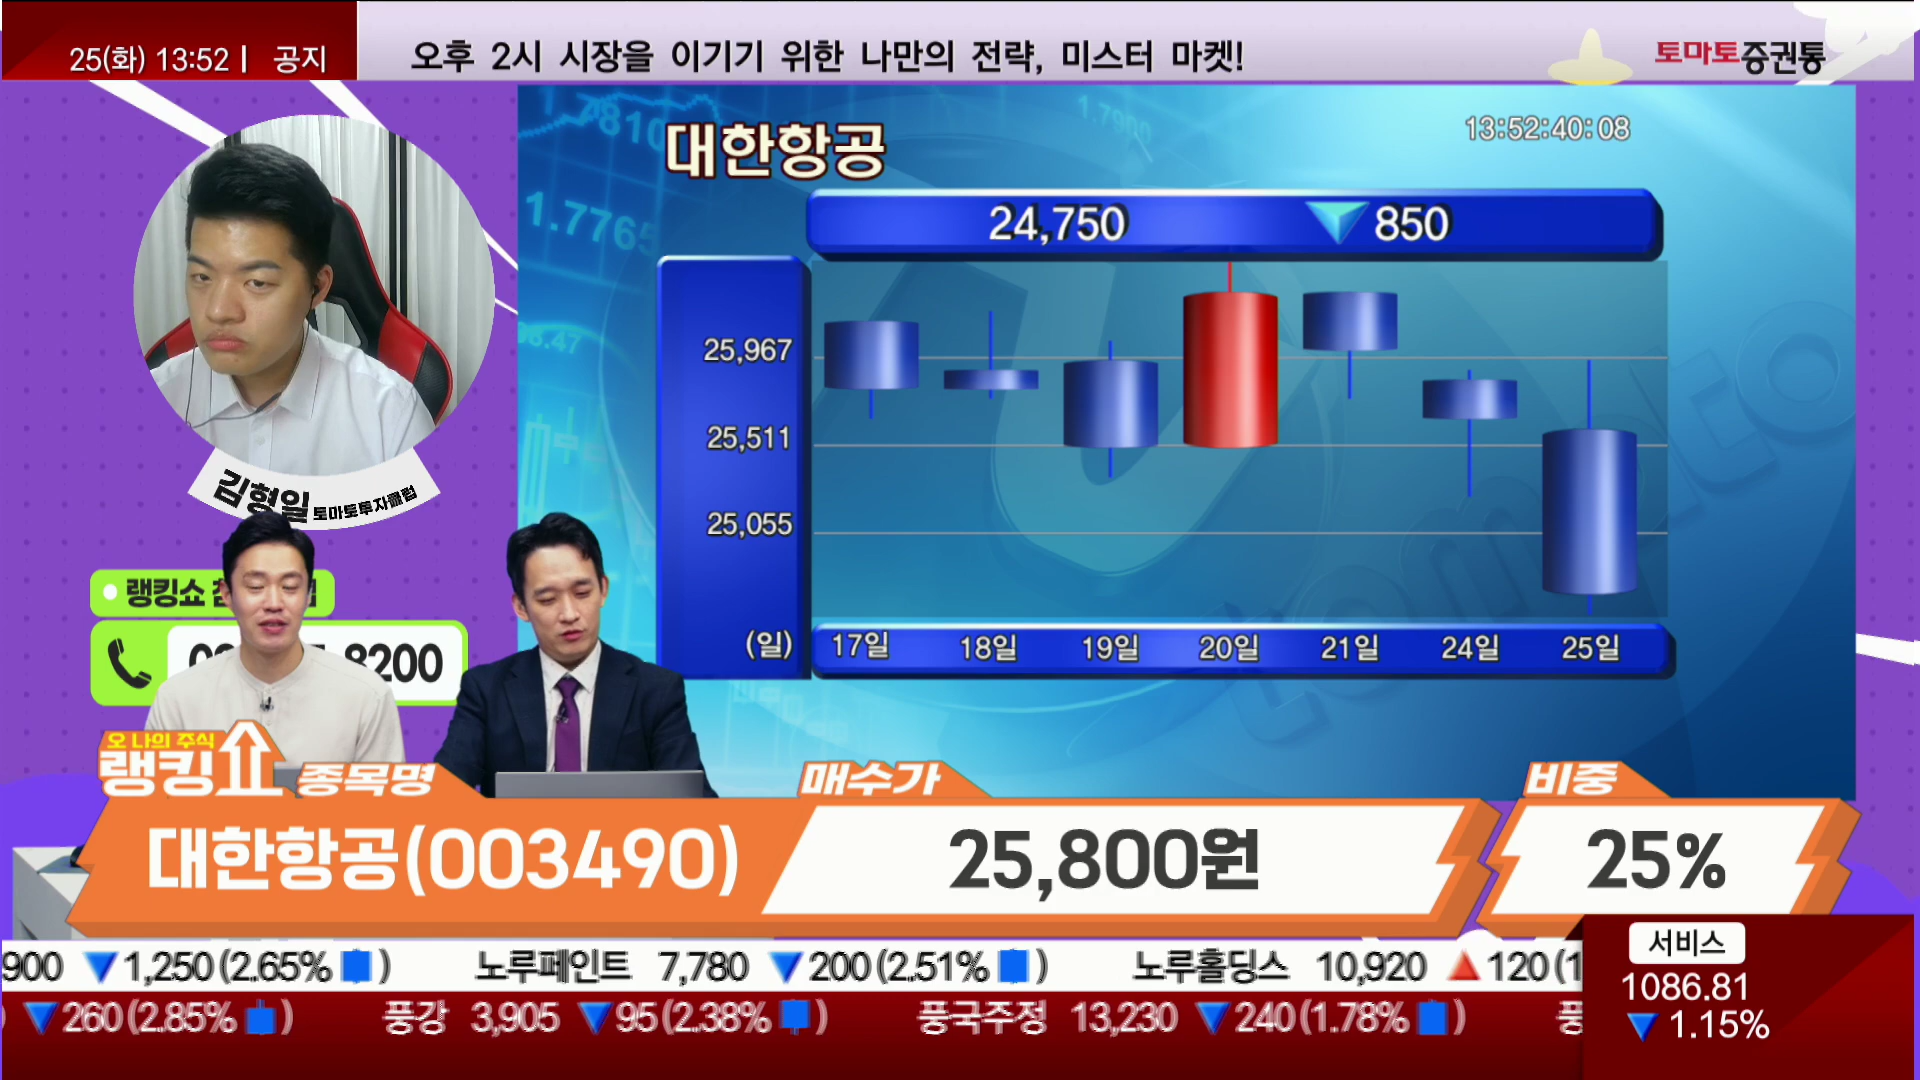 25(화) 13:52 | 공지
오후 2시 시장을 이기기 위한 나만의 전략, 미스터 마켓!
토마토증권통
13:52:40:08
대한항공
24,750 ▼ 850
25,967
25,511
25,055
(일) 17일 18일 19일 20일 21일 24일 25일
김형일 토마토투자클럽
랭킹쇼
8200
오 나의 주식
랭킹쇼
종목명 매수가 비중
대한항공(003490) 25,800원 25%
900 ▼1,250(2.65% ) 노루페인트 7,780 ▼200(2.51% ) 노루홀딩스 10,920 ▲120(1
) ▼260(2.85% ) 풍강 3,905 ▼95(2.38% ) 풍국주정 13,230 ▼240(1.78% )
서비스
1086.81
▼ 1.15%